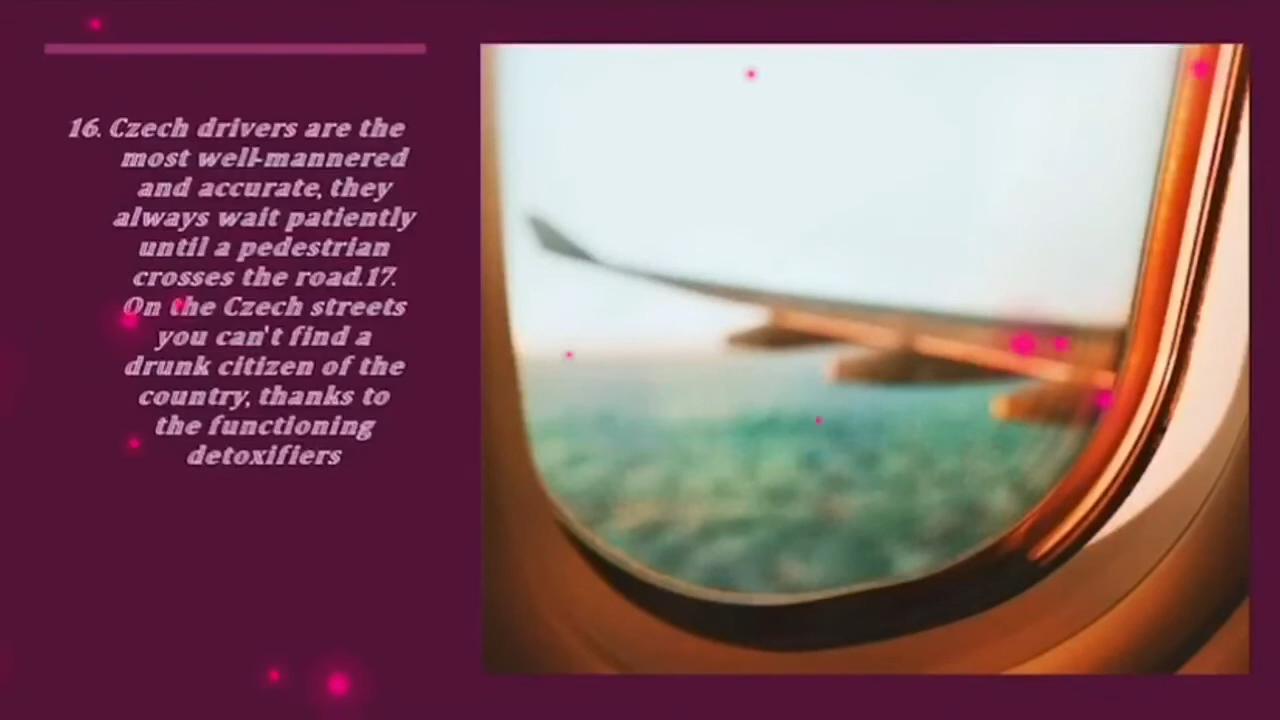 16. Czech drivers are the
most well-mannered
and accurate, they
always wait patiently
until a pedestrian
crosses the road.17.
On the Czech streets
you can't find a
drunk citizen of the
country, thanks to
the functioning
detoxifiers